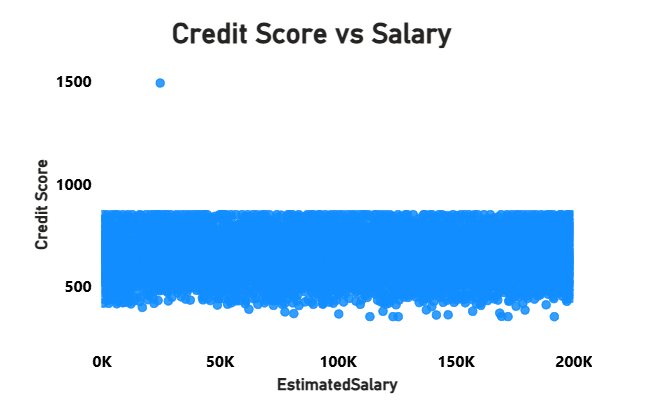 Credit Score vs Salary
1500
1000
500
Credit Score
0K 50K 100K 150K 200K
EstimatedSalary